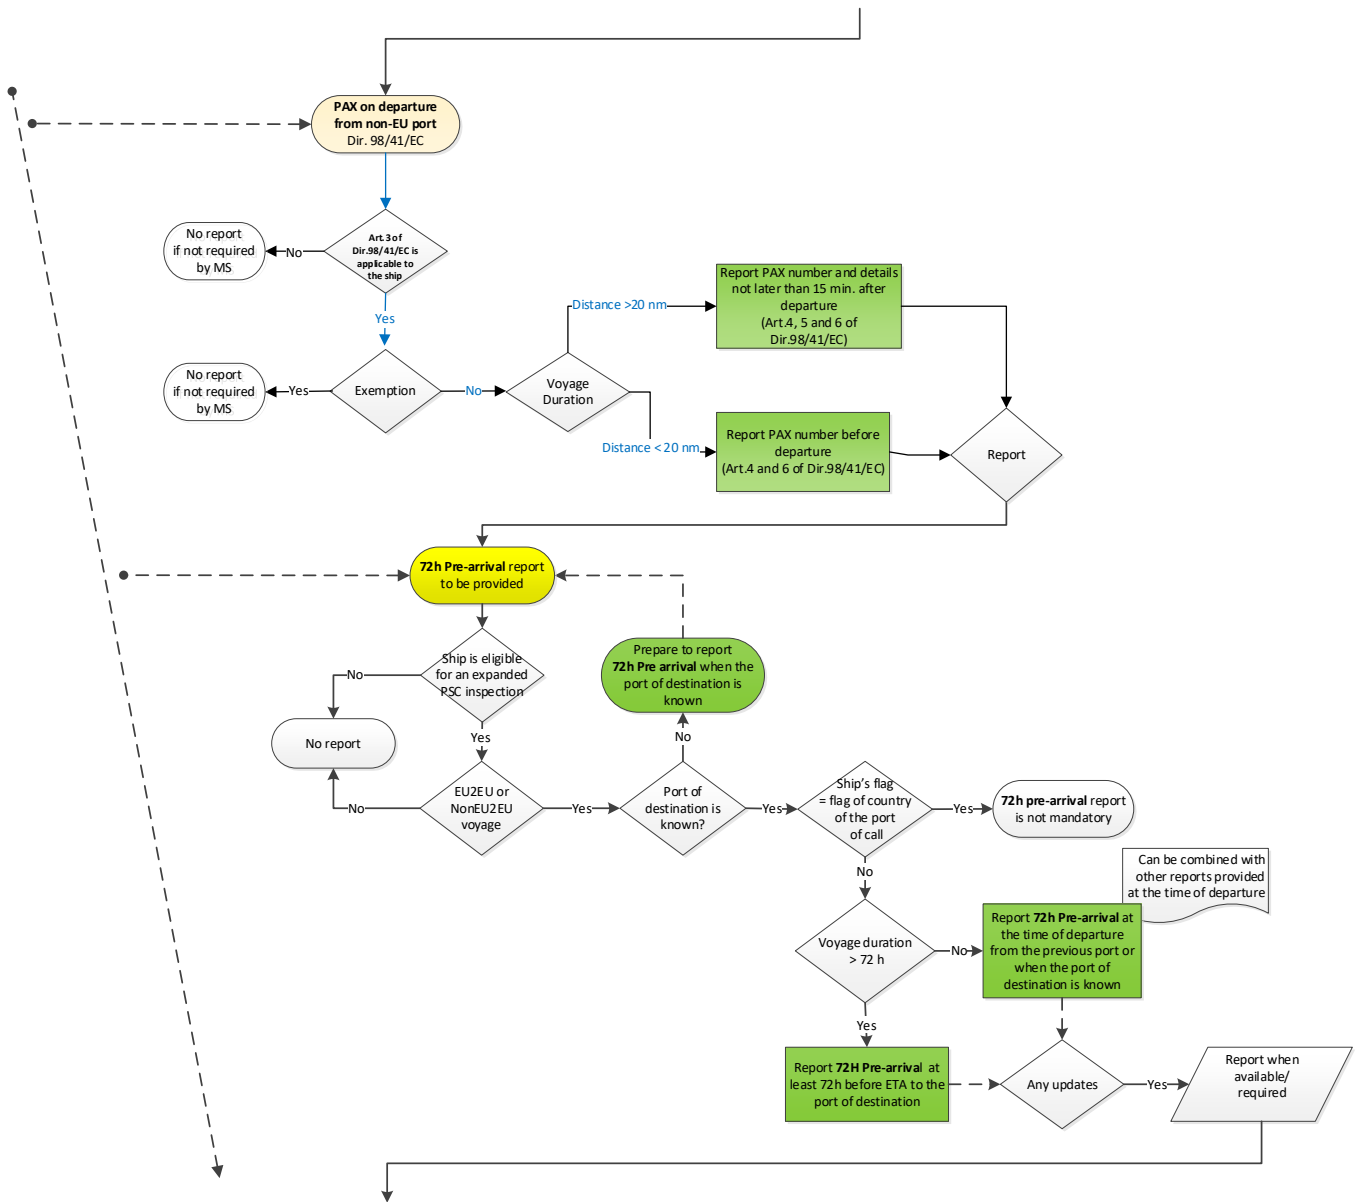 PAX on departure
from non-EU port
Dir. 98/41/EC
No report
if not required
by MS
No
Art.3 of
Dir.98/41/EC is
applicable to
the ship
Yes
No report
if not required
by MS
Yes
Exemption
No
Voyage
Duration
Distance >20 nm
Report PAX number and details
not later than 15 min. after
departure
(Art.4, 5 and 6 of
Dir.98/41/EC)
Distance < 20 nm
Report PAX number before
departure
(Art.4 and 6 of Dir.98/41/EC)
Report
72h Pre-arrival report
to be provided
Ship is eligible
for an expanded
PSC inspection
No
No report
Yes
Prepare to report
72h Pre arrival when the
port of destination is
known
No
No
EU2EU or
NonEU2EU
voyage
Yes
Port of
destination is
known?
Yes
Ship's flag
= flag of country
of the port
of call
Yes
72h pre-arrival report
is not mandatory
No
Can be combined with
other reports provided
at the time of departure
Voyage duration
> 72 h
No
Report 72h Pre-arrival at
the time of departure
from the previous port or
when the port of
destination is known
Yes
Report 72H Pre-arrival at
least 72h before ETA to the
port of destination
Any updates
Yes
Report when
available/
required